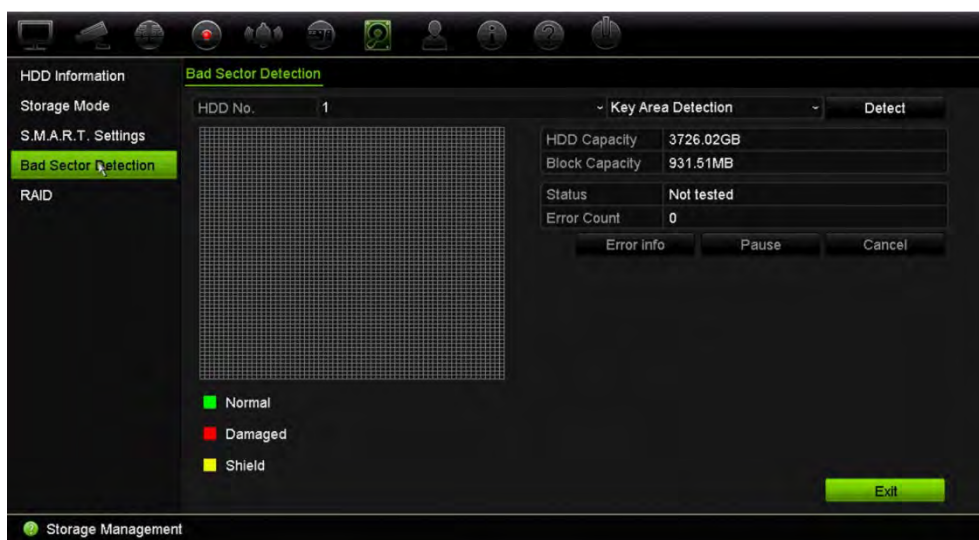 HDD Information
Bad Sector Detection
Storage Mode
HDD No. 1 Key Area Detection Detect
S.M.A.R.T. Settings
HDD Capacity 3726.02GB
Bad Sector Detection
Block Capacity 931.51MB
RAID
Status Not tested
Error Count 0
Error info Pause Cancel
Normal
Damaged
Shield
Exit
Storage Management